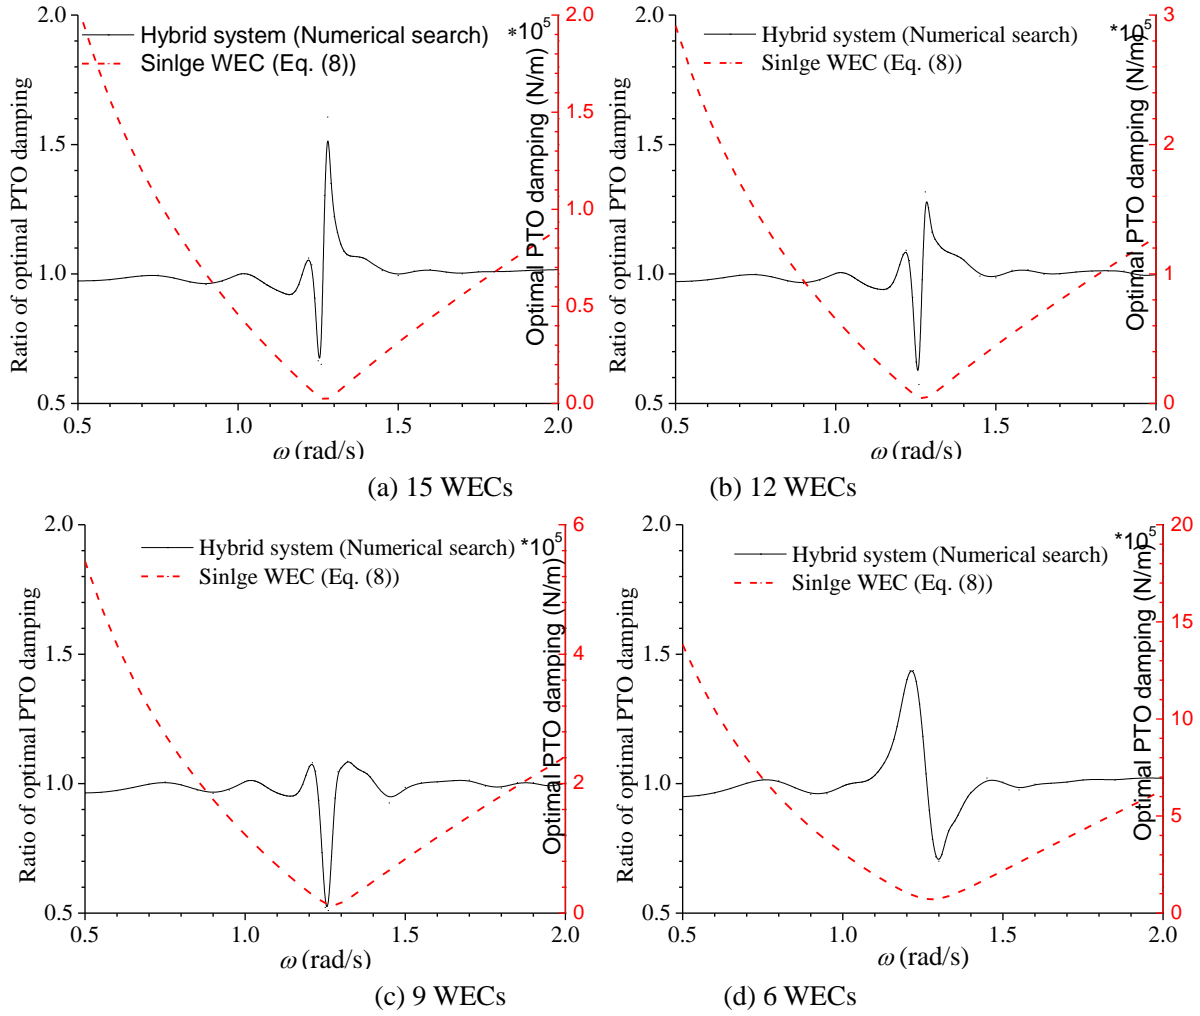 Hybrid system (Numerical search)
Sinlge WEC (Eq. (8))
*10^5
Ratio of optimal PTO damping
2.0
1.5
1.0
0.5
Optimal PTO damping (N/m)
2.0
1.5
1.0
0.5
0.0
0.5 1.0 1.5 2.0
ω (rad/s)
(a) 15 WECs
Hybrid system (Numerical search)
Sinlge WEC (Eq. (8))
*10^5
Ratio of optimal PTO damping
2.0
1.5
1.0
0.5
Optimal PTO damping (N/m)
3
2
1
0
0.5 1.0 1.5 2.0
ω (rad/s)
(b) 12 WECs
Hybrid system (Numerical search)
Sinlge WEC (Eq. (8))
*10^5
Ratio of optimal PTO damping
2.0
1.5
1.0
0.5
Optimal PTO damping (N/m)
6
4
2
0
0.5 1.0 1.5 2.0
ω (rad/s)
(c) 9 WECs
Hybrid system (Numerical search)
Sinlge WEC (Eq. (8))
*10^5
Ratio of optimal PTO damping
2.0
1.5
1.0
0.5
Optimal PTO damping (N/m)
20
15
10
5
0
0.5 1.0 1.5 2.0
ω (rad/s)
(d) 6 WECs